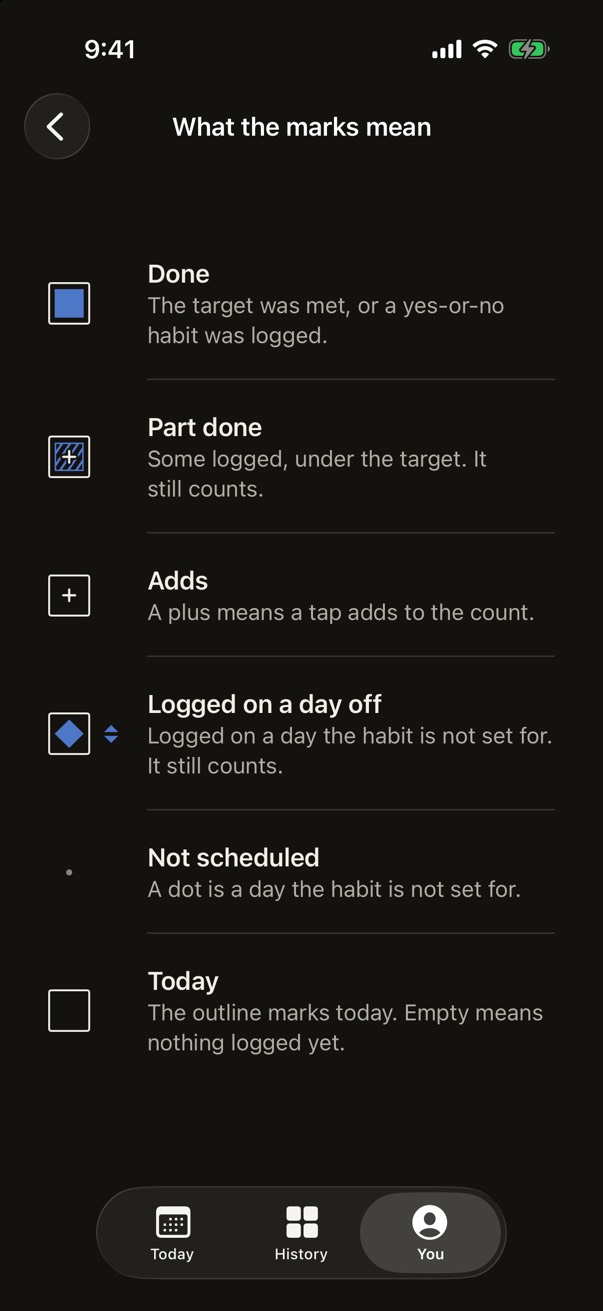 9:41
What the marks mean
Done
The target was met, or a yes-or-no
habit was logged.
Part done
Some logged, under the target. It
still counts.
Adds
A plus means a tap adds to the count.
Logged on a day off
Logged on a day the habit is not set for.
It still counts.
Not scheduled
A dot is a day the habit is not set for.
Today
The outline marks today. Empty means
nothing logged yet.
Today
History
You